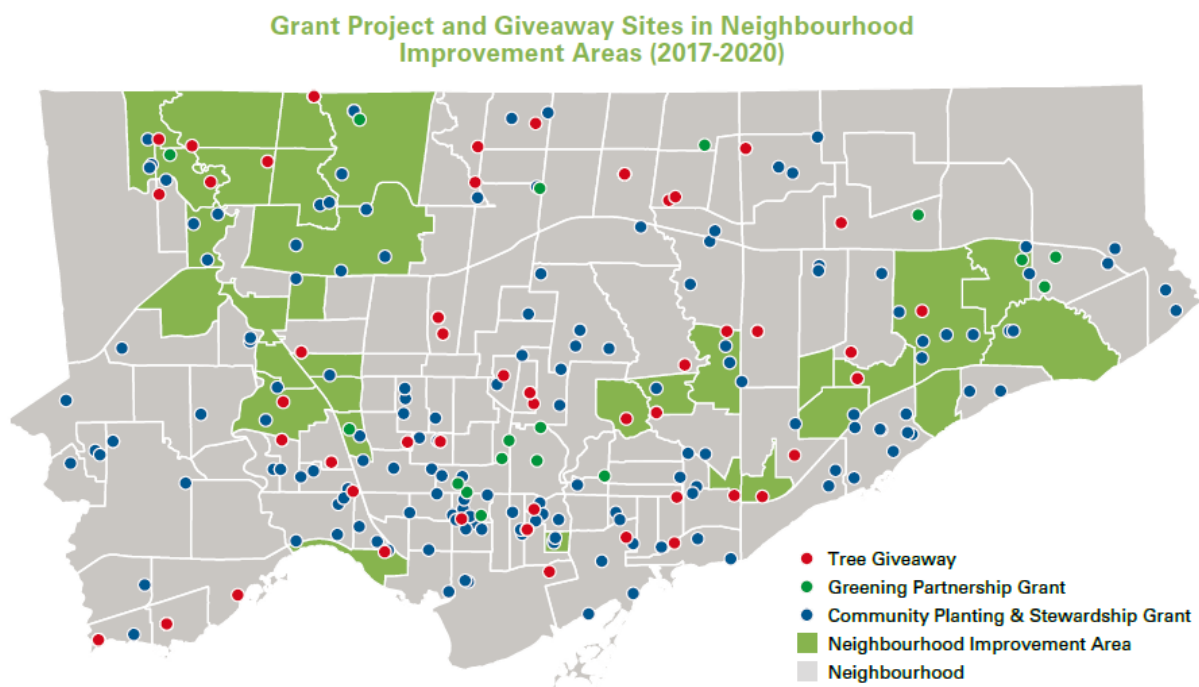 Grant Project and Giveaway Sites in Neighbourhood
Improvement Areas (2017-2020)
Tree Giveaway
Greening Partnership Grant
Community Planting & Stewardship Grant
Neighbourhood Improvement Area
Neighbourhood